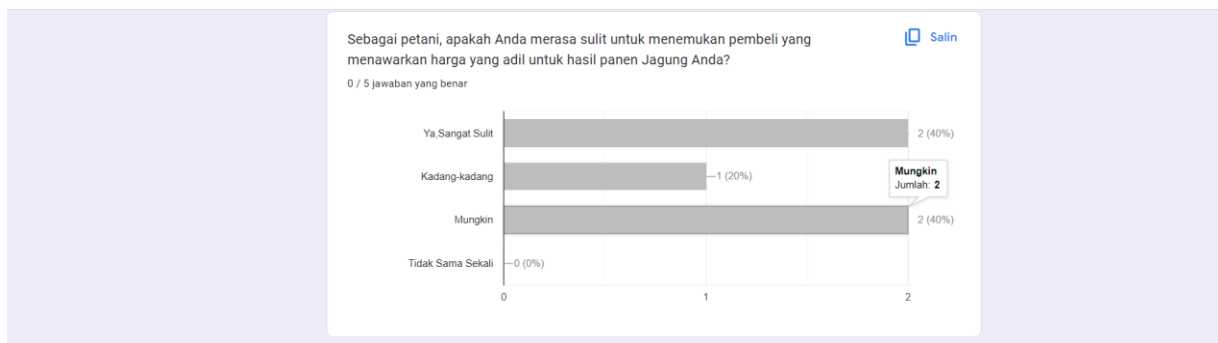 Sebagai petani, apakah Anda merasa sulit untuk menemukan pembeli yang
menawarkan harga yang adil untuk hasil panen Jagung Anda?
Salin
0 / 5 jawaban yang benar
Ya,Sangat Sulit
2 (40%)
Kadang-kadang
1 (20%)
Mungkin
Jumlah: 2
Mungkin
2 (40%)
Tidak Sama Sekali
0 (0%)
0
1
2